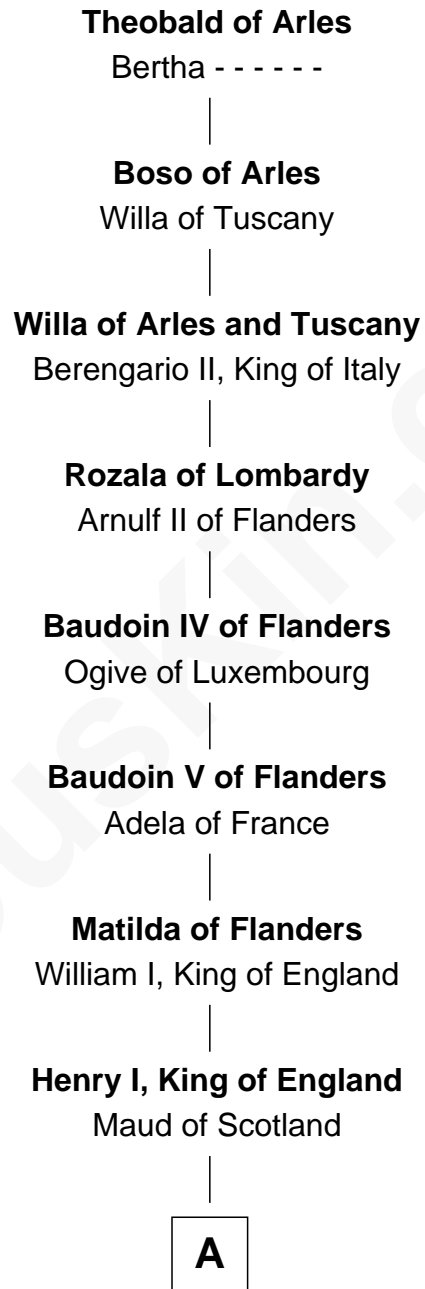 Theobald of Arles
Bertha - - - - - -
Boso of Arles
Willa of Tuscany
Willa of Arles and Tuscany
Berengario II, King of Italy
Rozala of Lombardy
Arnulf II of Flanders
Baudoin IV of Flanders
Ogive of Luxembourg
Baudoin V of Flanders
Adela of France
Matilda of Flanders
William I, King of England
Henry I, King of England
Maud of Scotland
A